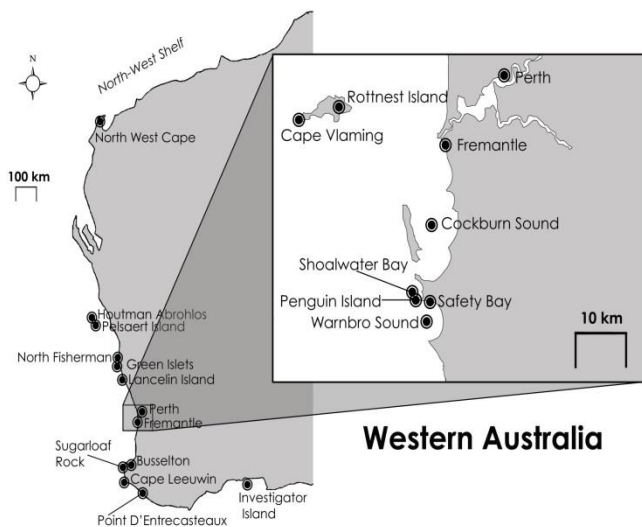 N
North-West Shelf
North West Cape
100 km
Houtman Abrohlos
Pelsaert Island
North Fisherman
Green Islets
Lancelin Island
Perth
Fremantle
Sugarloaf
Rock
Busselton
Cape Leeuwin
Point D'Entrecasteaux
Investigator
Island
Perth
Rottnest Island
Cape Vlaming
Fremantle
Cockburn Sound
Shoalwater Bay
Penguin Island
Safety Bay
Warnbro Sound
10 km
Western Australia